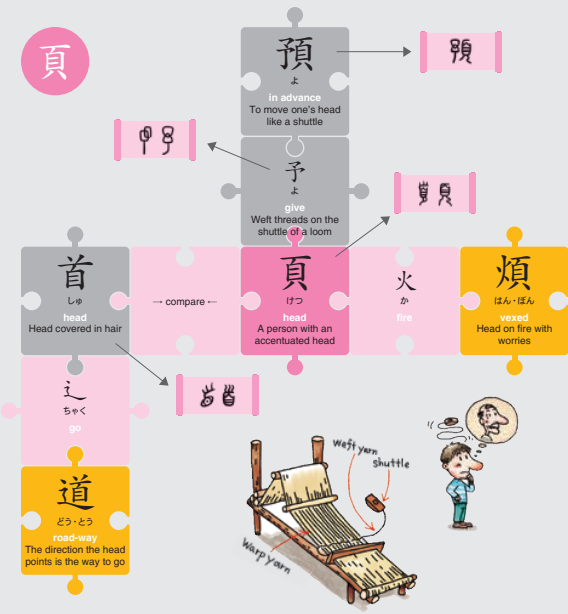 頁
預
よ
in advance
To move one's head
like a shuttle
予
よ
give
Weft threads on the
shuttle of a loom
首
しゅ
head
Head covered in hair
→ compare ←
頁
けつ
head
A person with an
accentuated head
火
か
fire
煩
はん・ぼん
vexed
Head on fire with
worries
辶
ちゃく
go
道
どう・とう
road-way
The direction the head
points is the way to go
weft yarn
shuttle
Warp yarn